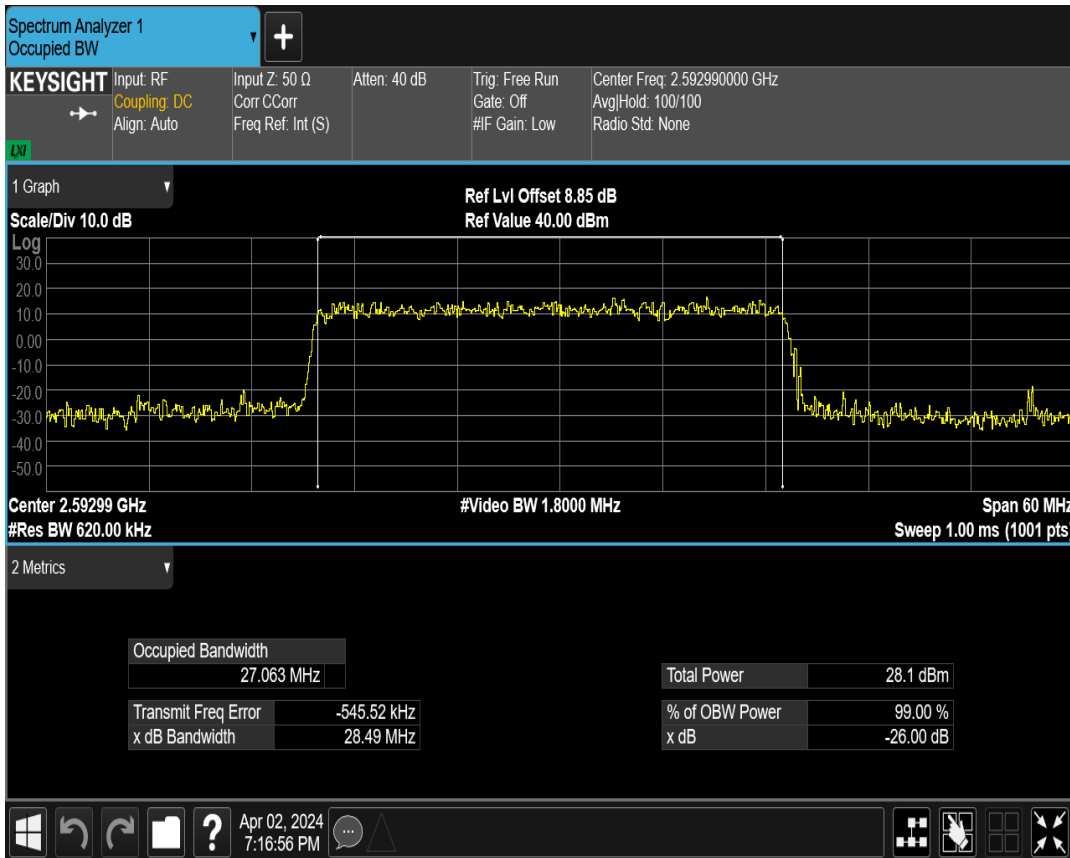 Spectrum Analyzer 1
Occupied BW
+
KEYSIGHT
LXI
Input: RF
Coupling: DC
Align: Auto
Input Z: 50 Ω
Corr CCorr
Freq Ref: Int (S)
Atten: 40 dB
Trig: Free Run
Gate: Off
#IF Gain: Low
Center Freq: 2.592990000 GHz
Avg|Hold: 100/100
Radio Std: None
1 Graph
Scale/Div 10.0 dB
Ref Lvl Offset 8.85 dB
Ref Value 40.00 dBm
Log
30.0
20.0
10.0
0.00
-10.0
-20.0
-30.0
-40.0
-50.0
Center 2.59299 GHz
#Video BW 1.8000 MHz
Span 60 MHz
#Res BW 620.00 kHz
Sweep 1.00 ms (1001 pts)
2 Metrics
Occupied Bandwidth
27.063 MHz
Total Power 28.1 dBm
Transmit Freq Error -545.52 kHz
% of OBW Power 99.00 %
x dB Bandwidth 28.49 MHz
x dB -26.00 dB
?
Apr 02, 2024
7:16:56 PM